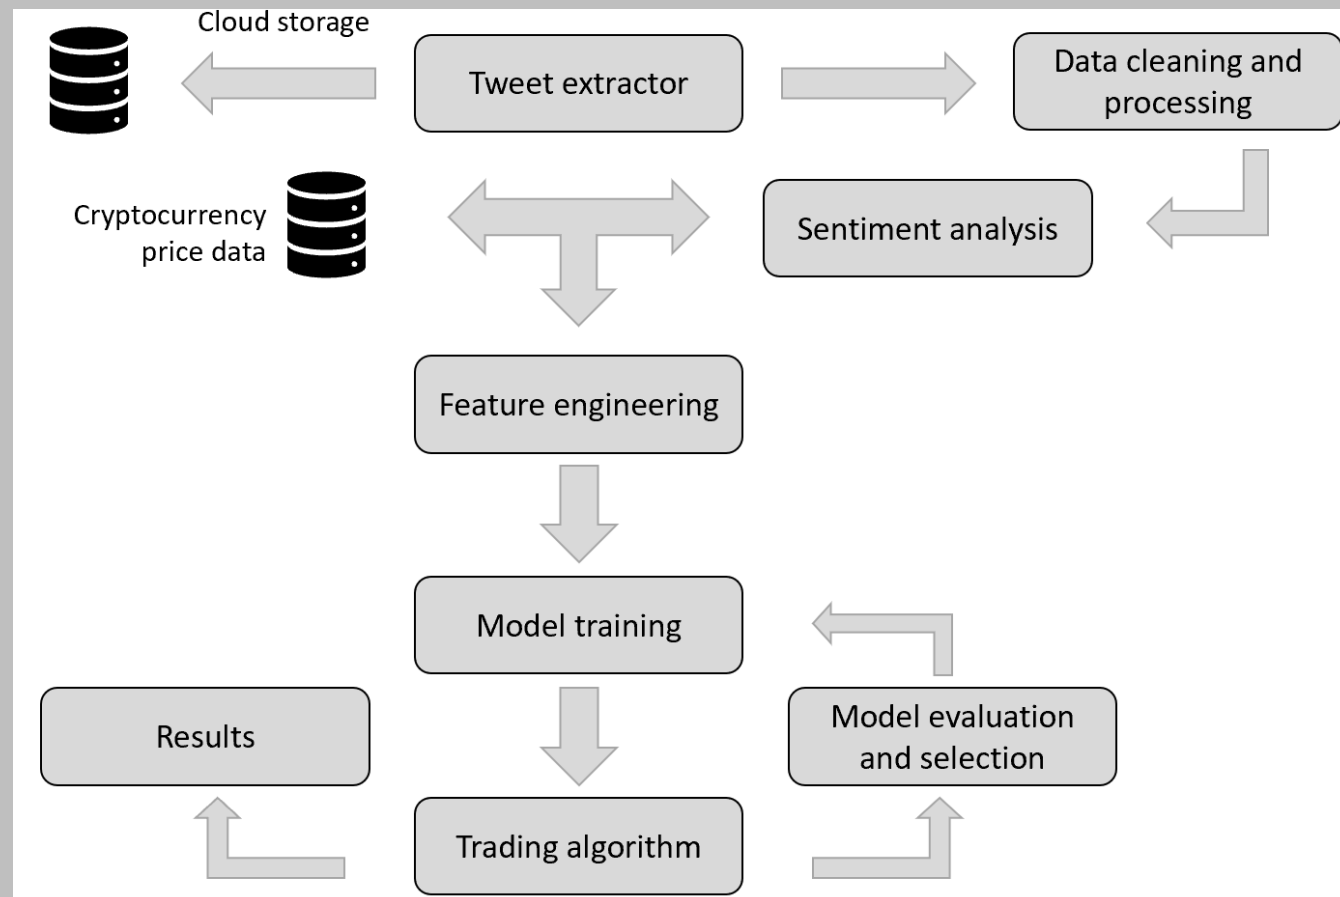 Cloud storage
Tweet extractor
Data cleaning and
processing
Cryptocurrency
price data
Sentiment analysis
Feature engineering
Model training
Results
Model evaluation
and selection
Trading algorithm